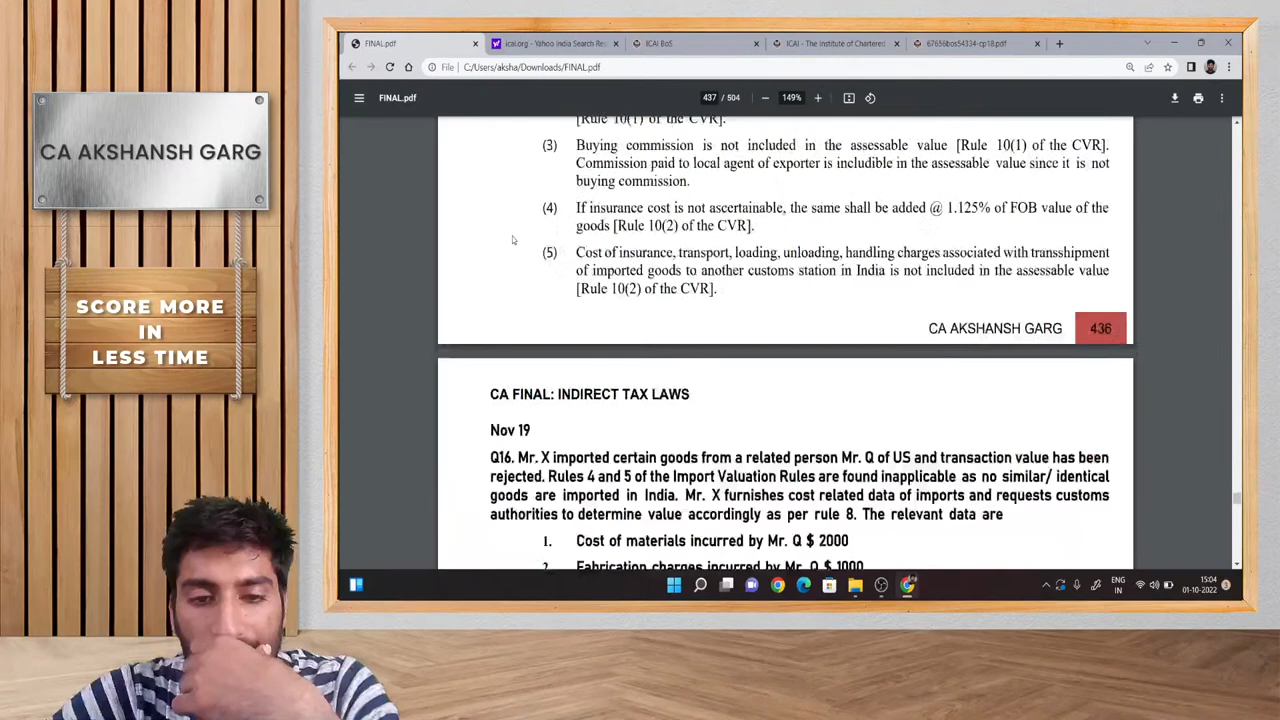 CA AKSHANSH GARG
SCORE MORE
IN
LESS TIME
FINAL.pdf
icai.org - Yahoo India Search Res
ICAI BoS
ICAI - The Institute of Chartered
67656bos54334-cp18.pdf
File
C:/Users/aksha/Downloads/FINAL.pdf
FINAL.pdf
437 / 504
149%
[Rule 10(1) of the CVR].
(3) Buying commission is not included in the assessable value [Rule 10(1) of the CVR].
Commission paid to local agent of exporter is includible in the assessable value since it is not
buying commission.
(4) If insurance cost is not ascertainable, the same shall be added @ 1.125% of FOB value of the
goods [Rule 10(2) of the CVR].
(5) Cost of insurance, transport, loading, unloading, handling charges associated with transshipment
of imported goods to another customs station in India is not included in the assessable value
[Rule 10(2) of the CVR].
CA AKSHANSH GARG 436
CA FINAL: INDIRECT TAX LAWS
Nov 19
Q16. Mr. X imported certain goods from a related person Mr. Q of US and transaction value has been
rejected. Rules 4 and 5 of the Import Valuation Rules are found inapplicable as no similar/ identical
goods are imported in India. Mr. X furnishes cost related data of imports and requests customs
authorities to determine value accordingly as per rule 8. The relevant data are
1. Cost of materials incurred by Mr. Q $ 2000
2. Fabrication charges incurred by Mr. Q $ 1000
ENG
IN
15:04
01-10-2022